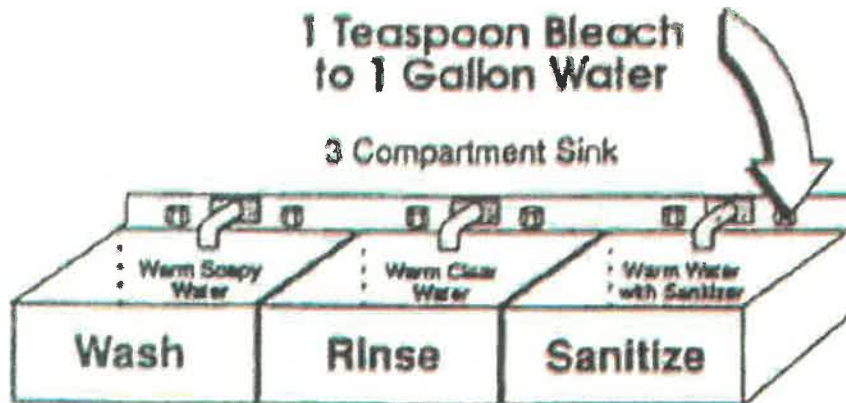 1 Teaspoon Bleach
to 1 Gallon Water
3 Compartment Sink
Warm Soapy
Water
Warm Clear
Water
Warm Water
with Sanitizer
Wash
Rinse
Sanitize